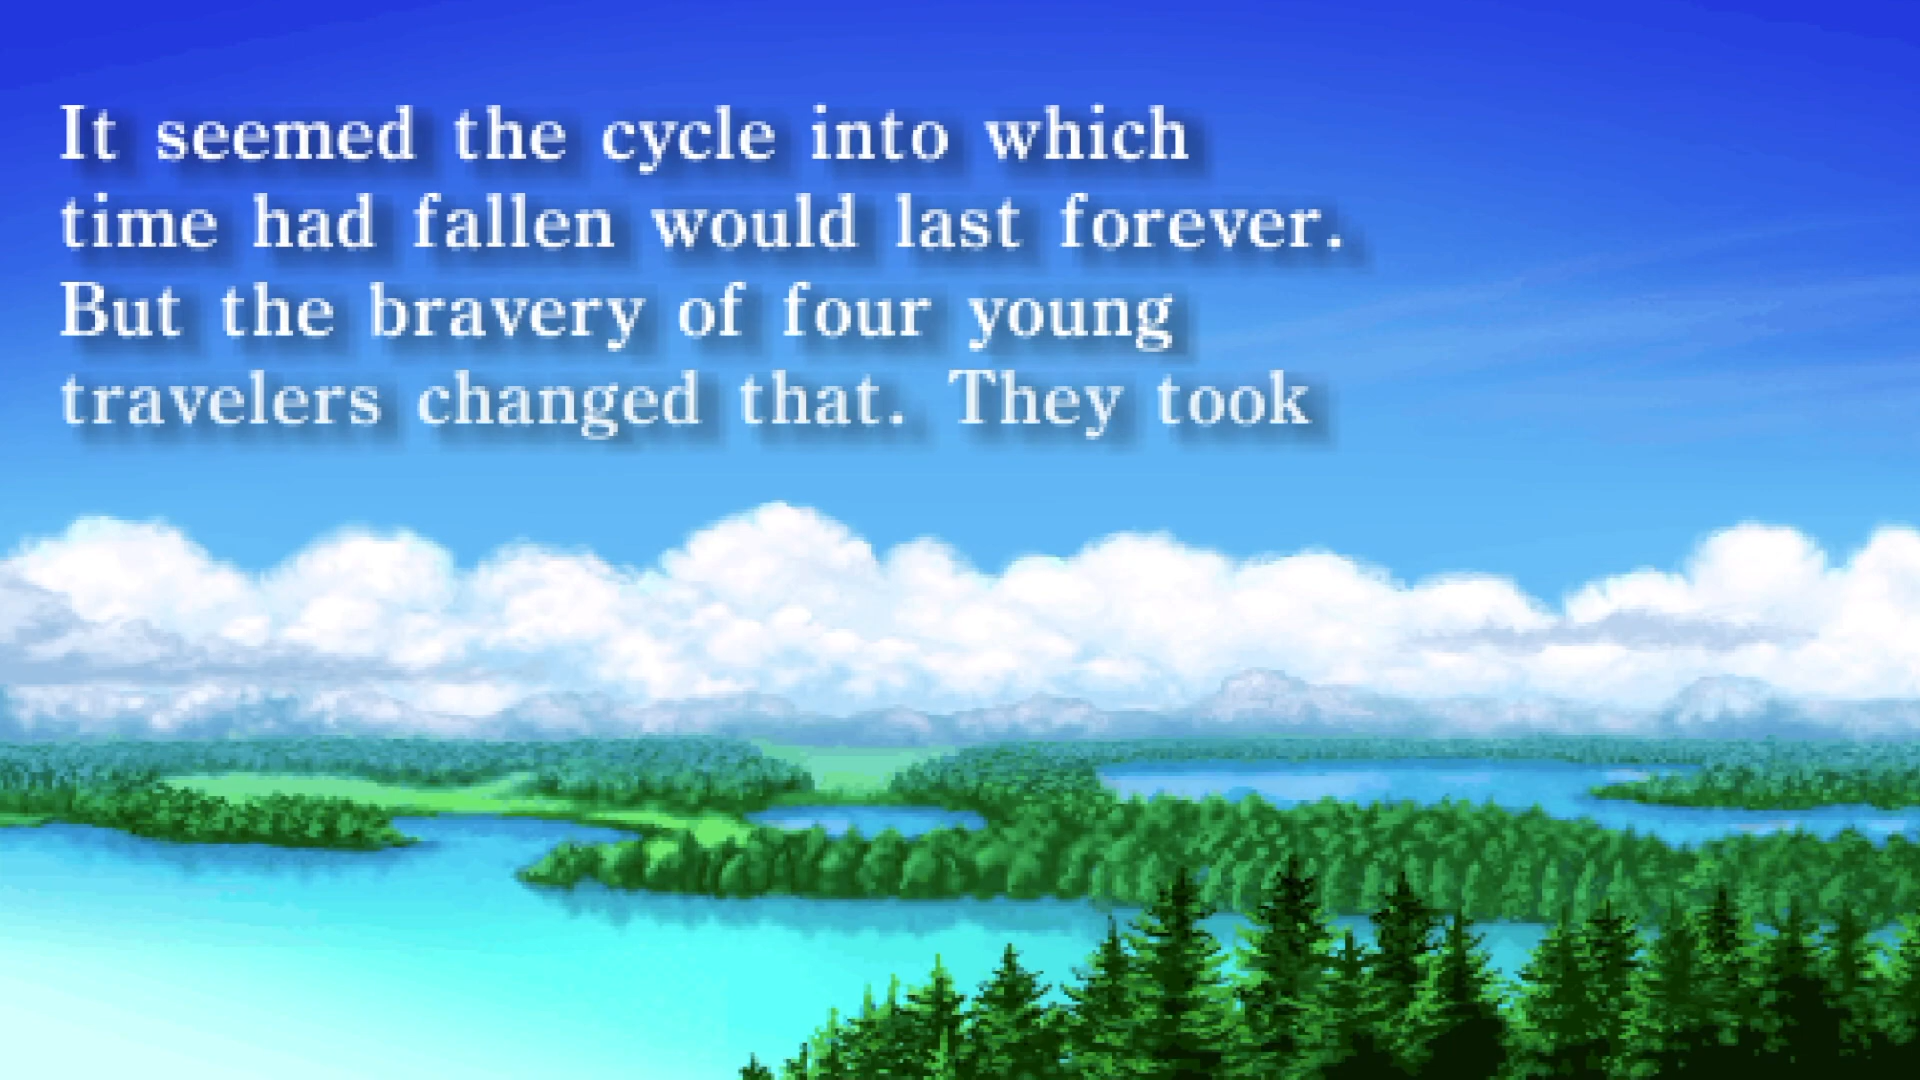 It seemed the cycle into which
time had fallen would last forever.
But the bravery of four young
travelers changed that. They took